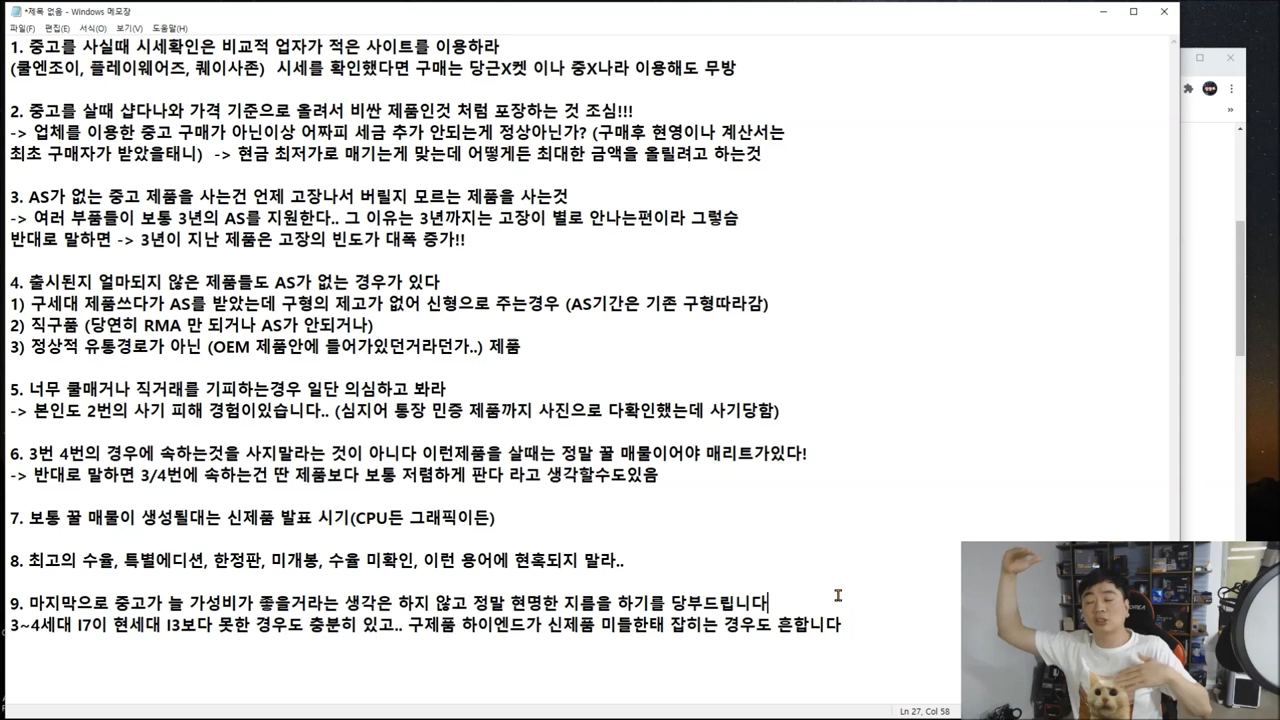 *제목 없음 - Windows 메모장
파일(F) 편집(E) 서식(O) 보기(V) 도움말(H)
1. 중고를 사실때 시세확인은 비교적 업자가 적은 사이트를 이용하라
(쿨엔조이, 플레이웨어즈, 퀘이사존) 시세를 확인했다면 구매는 당근X켓 이나 중X나라 이용해도 무방
2. 중고를 살때 샵다나와 가격 기준으로 올려서 비싼 제품인것 처럼 포장하는 것 조심!!!
-> 업체를 이용한 중고 구매가 아닌이상 어짜피 세금 추가 안되는게 정상아닌가? (구매후 현영이나 계산서는
최초 구매자가 받았을태니) -> 현금 최저가로 매기는게 맞는데 어떻게든 최대한 금액을 올릴려고 하는것
3. AS가 없는 중고 제품을 사는건 언제 고장나서 버릴지 모르는 제품을 사는것
-> 여러 부품들이 보통 3년의 AS를 지원한다.. 그 이유는 3년까지는 고장이 별로 안나는편이라 그렇슴
반대로 말하면 -> 3년이 지난 제품은 고장의 빈도가 대폭 증가!!
4. 출시된지 얼마되지 않은 제품틀도 AS가 없는 경우가 있다
1) 구세대 제품쓰다가 AS를 받았는데 구형의 제고가 없어 신형으로 주는경우 (AS기간은 기존 구형따라감)
2) 직구품 (당연히 RMA 만 되거나 AS가 안되거나)
3) 정상적 유통경로가 아닌 (OEM 제품안에 들어가있던거라던가..) 제품
5. 너무 쿨매거나 직거래를 기피하는경우 일단 의심하고 봐라
-> 본인도 2번의 사기 피해 경험이있습니다.. (심지어 통장 민증 제품까지 사진으로 다확인했는데 사기당함)
6. 3번 4번의 경우에 속하는것을 사지말라는 것이 아니다 이런제품을 살때는 정말 꿀 매물이어야 매리트가있다!
-> 반대로 말하면 3/4번에 속하는건 딴 제품보다 보통 저렴하게 판다 라고 생각할수도있음
7. 보통 꿀 매물이 생성될대는 신제품 발표 시기(CPU든 그래픽이든)
8. 최고의 수율, 특별에디션, 한정판, 미개봉, 수율 미확인, 이런 용어에 현혹되지 말라..
9. 마지막으로 중고가 늘 가성비가 좋을거라는 생각은 하지 않고 정말 현명한 지름을 하기를 당부드립니다
3~4세대 I7이 현세대 I3보다 못한 경우도 충분히 있고.. 구제품 하이엔드가 신제품 미들한태 잡히는 경우도 흔합니다
Ln 27, Col 58